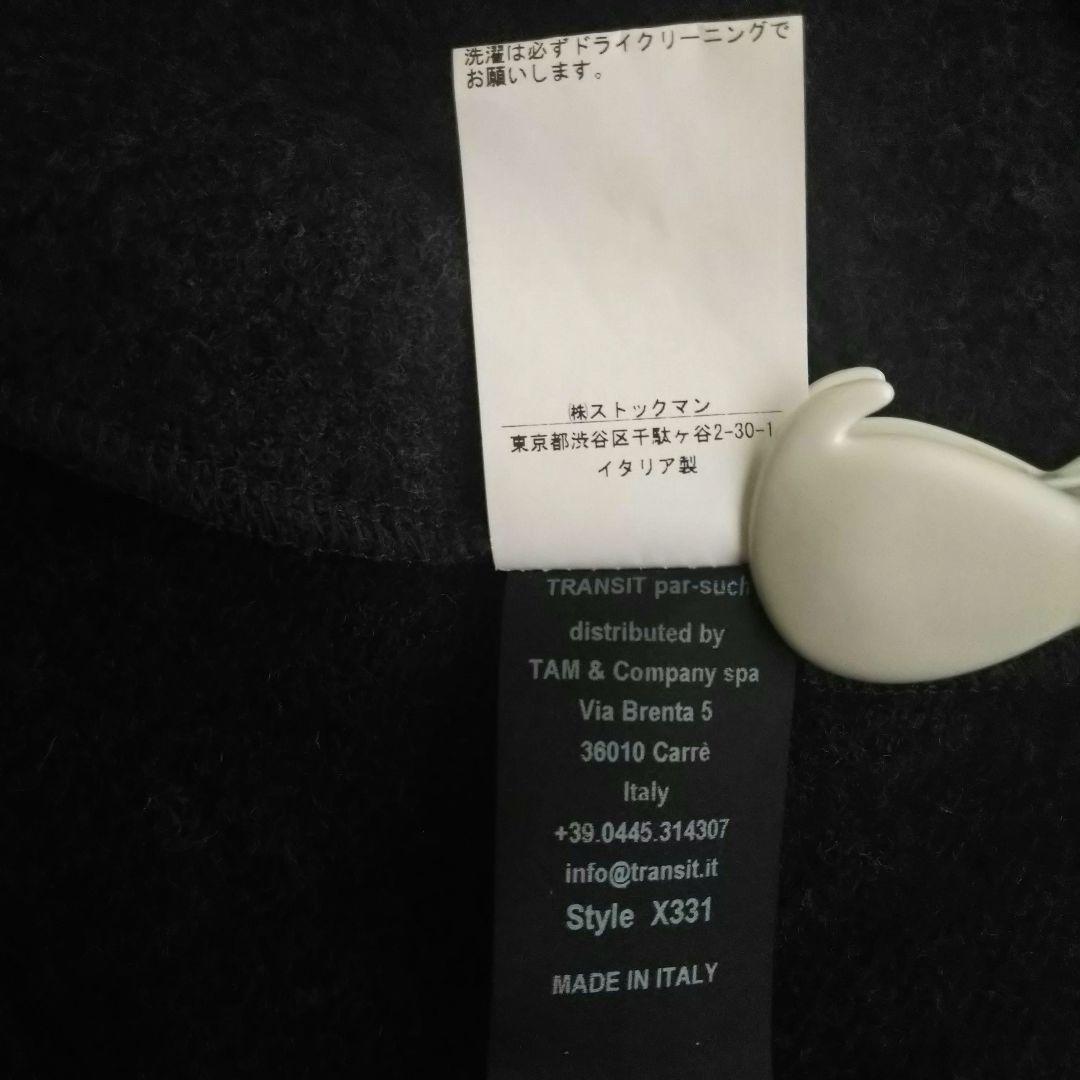 洗濯は必ずドライクリーニングで
お願いします。
㈱ストックマン
東京都渋谷区千駄ヶ谷2-30-1
イタリア製
TRANSIT par-such
distributed by
TAM & Company spa
Via Brenta 5
36010 Carrè
Italy
+39.0445.314307
info@transit.it
Style X331
MADE IN ITALY